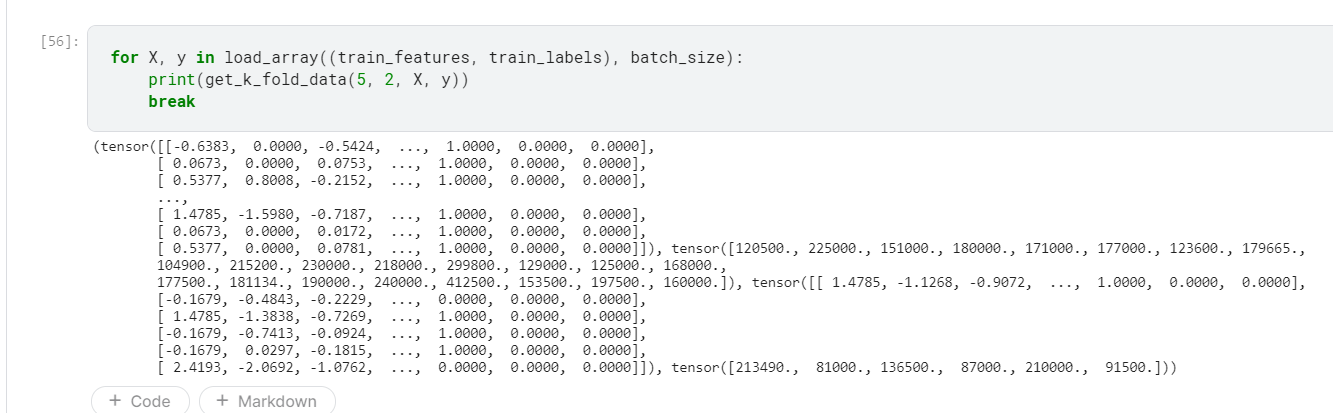 [56]:
for X, y in load_array((train_features, train_labels), batch_size):
    print(get_k_fold_data(5, 2, X, y))
    break
(tensor([[-0.6383,  0.0000, -0.5424,  ...,  1.0000,  0.0000,  0.0000],
        [ 0.0673,  0.0000,  0.0753,  ...,  1.0000,  0.0000,  0.0000],
        [ 0.5377,  0.8008, -0.2152,  ...,  1.0000,  0.0000,  0.0000],
        ...,
        [ 1.4785, -1.5980, -0.7187,  ...,  1.0000,  0.0000,  0.0000],
        [ 0.0673,  0.0000,  0.0172,  ...,  1.0000,  0.0000,  0.0000],
        [ 0.5377,  0.0000,  0.0781,  ...,  1.0000,  0.0000,  0.0000]]), tensor([120500., 225000., 151000., 180000., 171000., 177000., 123600., 179665.,
        104900., 215200., 230000., 218000., 299800., 129000., 125000., 168000.,
        177500., 181134., 190000., 240000., 412500., 153500., 197500., 160000.]), tensor([[ 1.4785, -1.1268, -0.9072,  ...,  1.0000,  0.0000,  0.0000],
        [-0.1679, -0.4843, -0.2229,  ...,  0.0000,  0.0000,  0.0000],
        [ 1.4785, -1.3838, -0.7269,  ...,  1.0000,  0.0000,  0.0000],
        [-0.1679, -0.7413, -0.0924,  ...,  1.0000,  0.0000,  0.0000],
        [-0.1679,  0.0297, -0.1815,  ...,  1.0000,  0.0000,  0.0000],
        [ 2.4193, -2.0692, -1.0762,  ...,  0.0000,  0.0000,  0.0000]]), tensor([213490.,  81000., 136500.,  87000., 210000.,  91500.]))
+ Code + Markdown